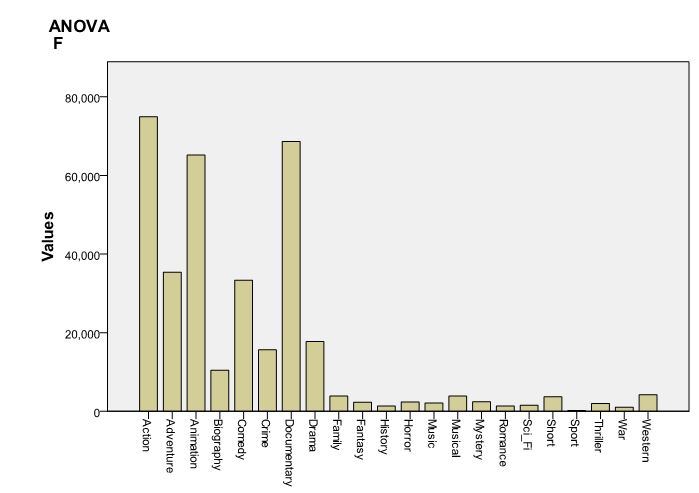 ANOVA
F
Values
80,000
60,000
40,000
20,000
0
Action
Adventure
Animation
Biography
Comedy
Crime
Documentary
Drama
Family
Fantasy
History
Horror
Music
Musical
Mystery
Romance
Sci_Fi
Short
Sport
Thriller
War
Western